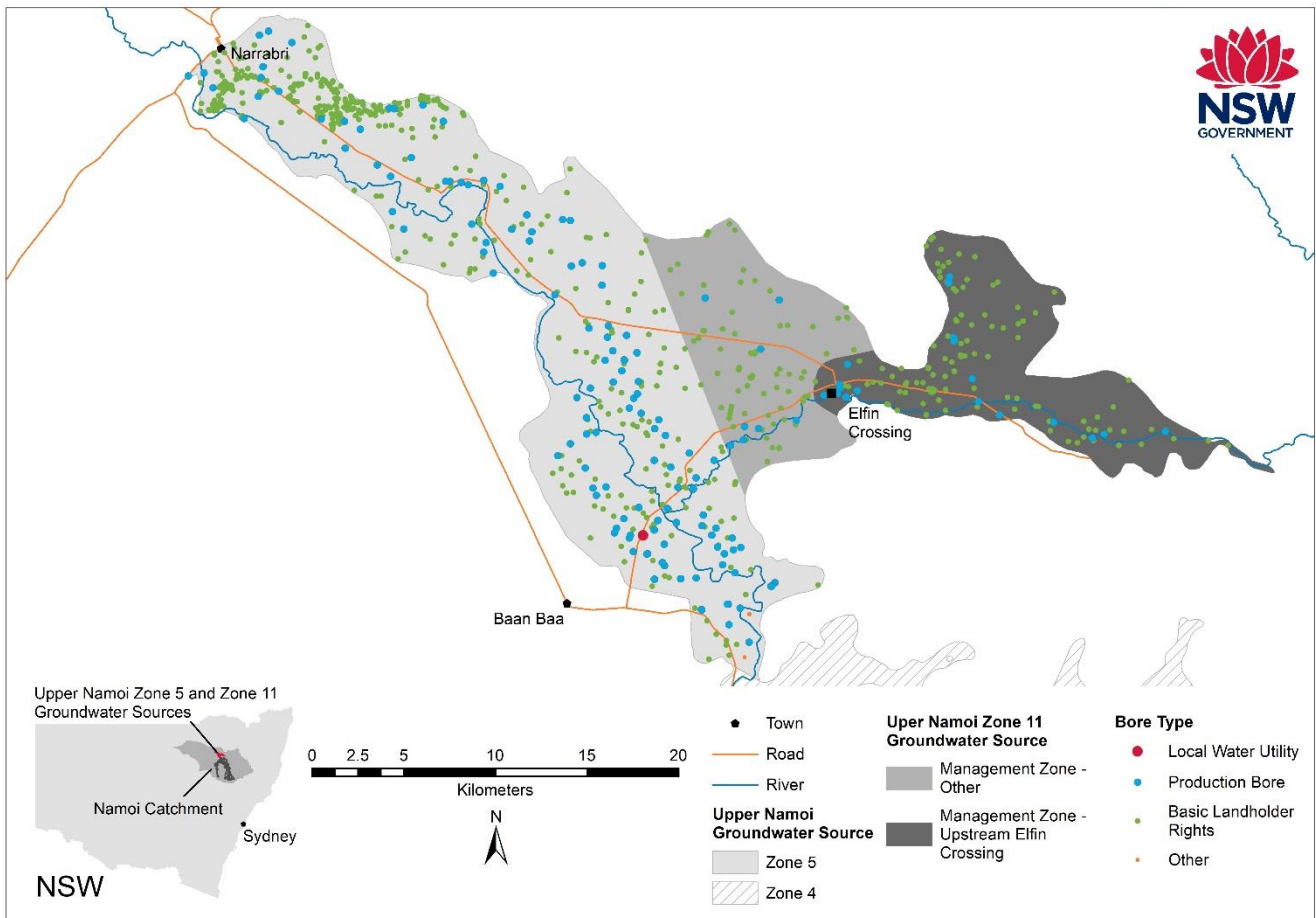 Narrabri
NSW
GOVERNMENT
Elfin
Crossing
Baan Baa
Upper Namoi Zone 5 and Zone 11
Groundwater Sources
Namoi Catchment
Sydney
NSW
0 2.5 5 10 15 20
Kilometers
N
Town
Road
River
Upper Namoi
Groundwater Source
Zone 5
Zone 4
Uper Namoi Zone 11
Groundwater Source
Management Zone -
Other
Management Zone -
Upstream Elfin
Crossing
Bore Type
Local Water Utility
Production Bore
Basic Landholder
Rights
Other